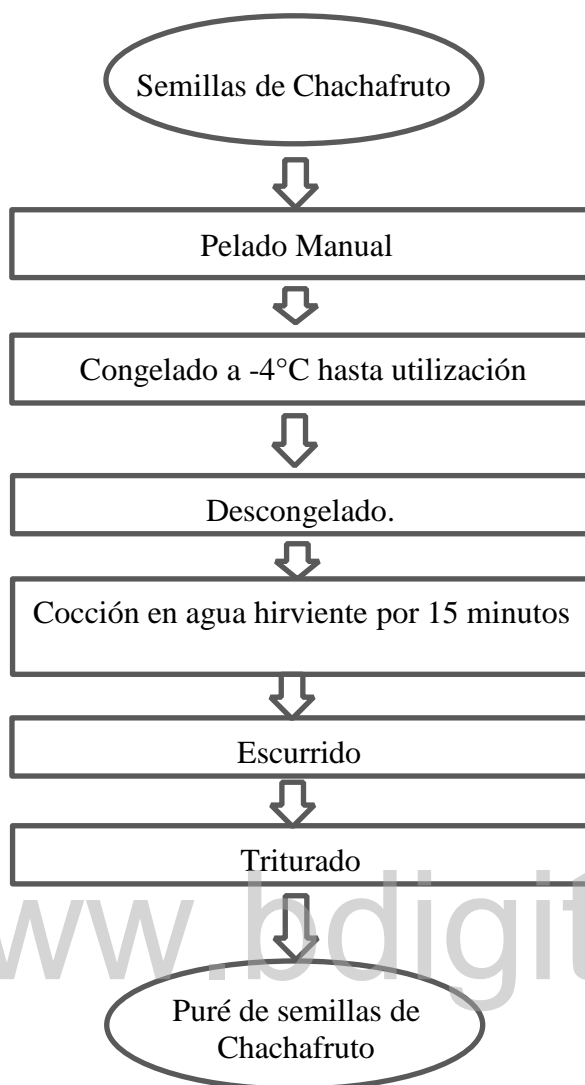 Semillas de Chachafruto
Pelado Manual
Congelado a -4°C hasta utilización
Descongelado.
Cocción en agua hirviente por 15 minutos
Escurrido
Triturado
ww.bdigit
Puré de semillas de
Chachafruto